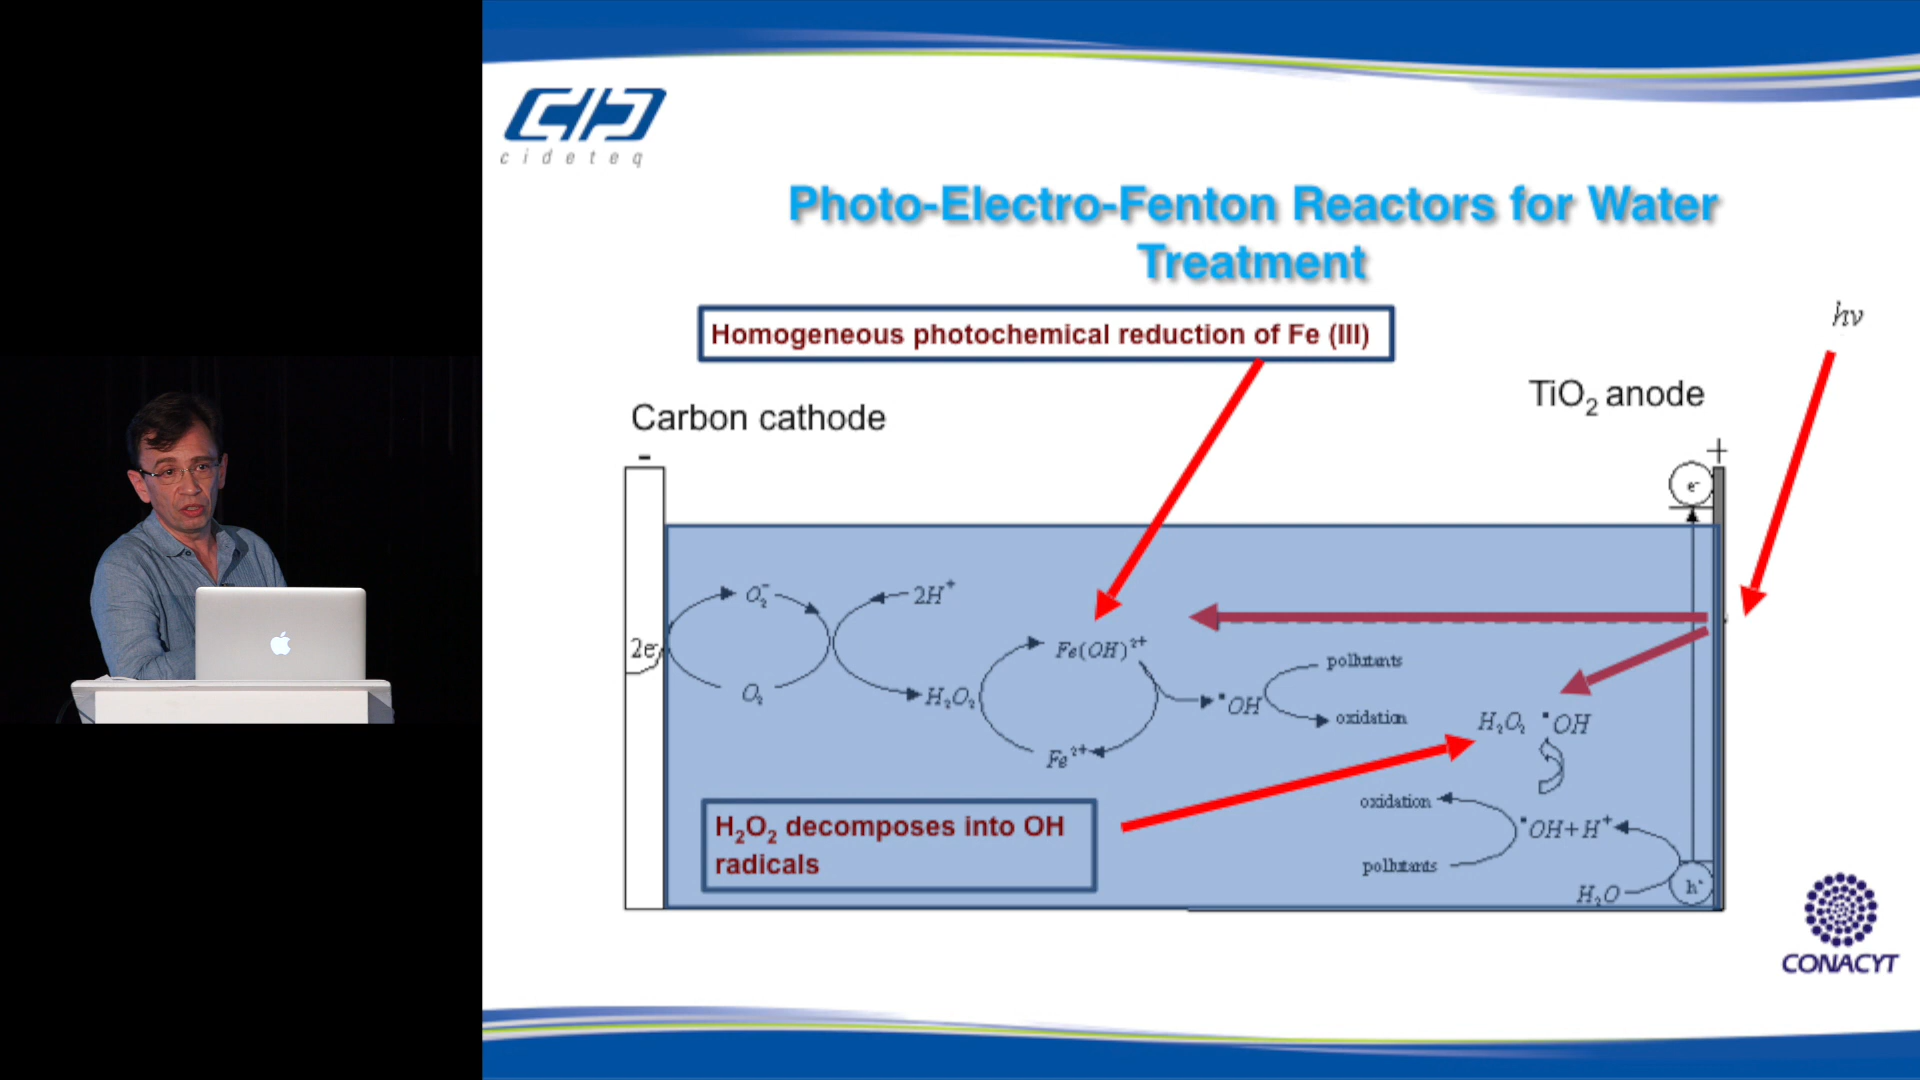 cideteq
Photo-Electro-Fenton Reactors for Water
Treatment
Homogeneous photochemical reduction of Fe (III)
hν
Carbon cathode
TiO₂ anode
-
+
e⁻
O₂⁻
2H⁺
2e⁻
Fe(OH)²⁺
pollutants
O₂
H₂O₂
•OH
oxidation
H₂O₂ •OH
Fe²⁺
oxidation
•OH+H⁺
H₂O₂ decomposes into OH
radicals
pollutants
h⁺
H₂O
CONACYT